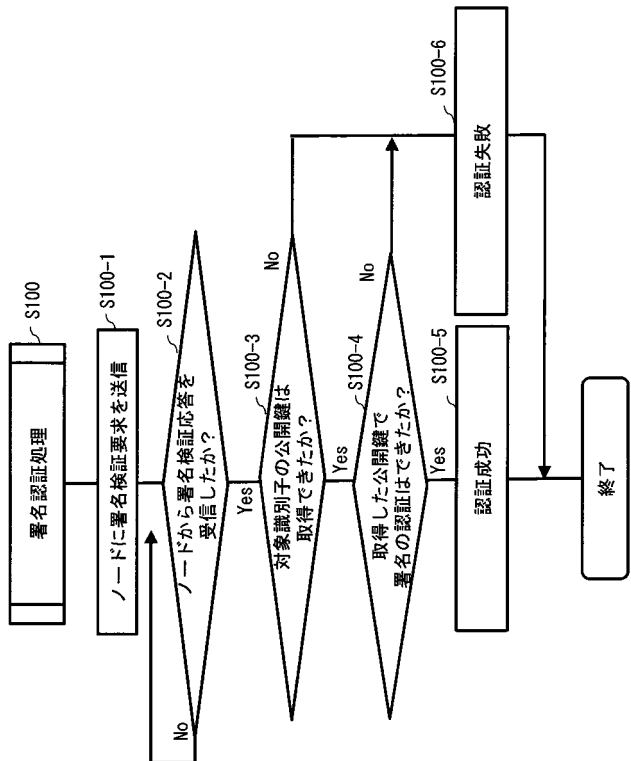 署名認証処理
S100
ノードに署名検証要求を送信
S100-1
ノードから署名検証応答を
受信したか？
S100-2
No
Yes
対象識別子の公開鍵は
取得できたか？
S100-3
No
Yes
取得した公開鍵で
署名の認証はできたか？
S100-4
No
Yes
認証成功
S100-5
認証失敗
S100-6
終了